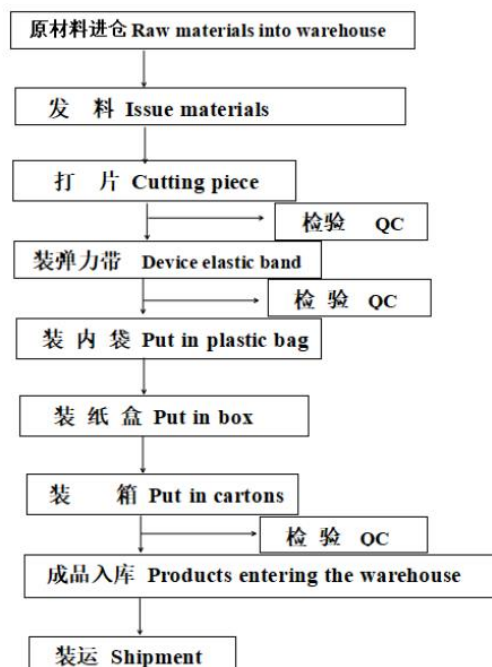 原材料进仓 Raw materials into warehouse
发 料 Issue materials
打 片 Cutting piece
检验 QC
装弹力带 Device elastic band
检 验 QC
装 内 袋 Put in plastic bag
装 纸 盒 Put in box
装 箱 Put in cartons
检 验 QC
成品入库 Products entering the warehouse
装运 Shipment